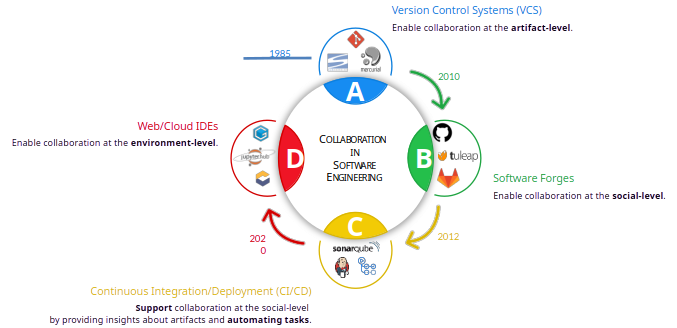 Version Control Systems (VCS)
Enable collaboration at the artifact-level.
1985
mercurial
A
2010
Web/Cloud IDEs
Enable collaboration at the environment-level.
jupyterhub
D
COLLABORATION
IN
SOFTWARE
ENGINEERING
B
tuleap
Software Forges
Enable collaboration at the social-level.
C
2012
202
0
sonarqube
Continuous Integration/Deployment (CI/CD)
Support collaboration at the social-level
by providing insights about artifacts and automating tasks.